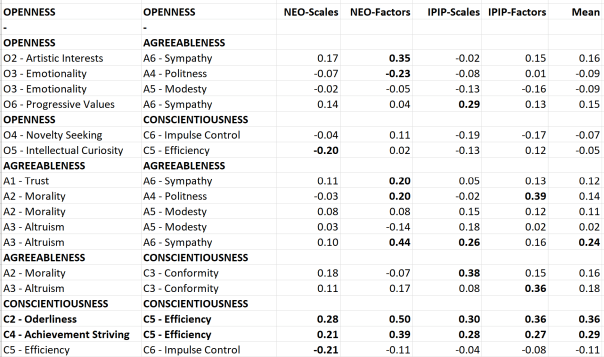 OPENNESS OPENNESS NEO-Scales NEO-Factors IPIP-Scales IPIP-Factors Mean
- -
OPENNESS AGREEABLENESS
O2 - Artistic Interests A6 - Sympathy 0.17 0.35 -0.02 0.15 0.16
O3 - Emotionality A4 - Politness -0.07 -0.23 -0.08 0.01 -0.09
O3 - Emotionality A5 - Modesty -0.02 -0.05 -0.13 -0.16 -0.09
O6 - Progressive Values A6 - Sympathy 0.14 0.04 0.29 0.13 0.15
OPENNESS CONSCIENTIOUSNESS
O4 - Novelty Seeking C6 - Impulse Control -0.04 0.11 -0.19 -0.17 -0.07
O5 - Intellectual Curiosity C5 - Efficiency -0.20 0.02 -0.13 0.12 -0.05
AGREEABLENESS AGREEABLENESS
A1 - Trust A6 - Sympathy 0.11 0.20 0.05 0.13 0.12
A2 - Morality A4 - Politness -0.03 0.20 -0.02 0.39 0.14
A2 - Morality A5 - Modesty 0.08 0.08 0.15 0.12 0.11
A3 - Altruism A5 - Modesty 0.03 -0.14 0.18 0.02 0.02
A3 - Altruism A6 - Sympathy 0.10 0.44 0.26 0.16 0.24
AGREEABLENESS CONSCIENTIOUSNESS
A2 - Morality C3 - Conformity 0.18 -0.07 0.38 0.15 0.16
A3 - Altruism C3 - Conformity 0.11 0.17 0.08 0.36 0.18
CONSCIENTIOUSNESS CONSCIENTIOUSNESS
C2 - Oderliness C5 - Efficiency 0.28 0.50 0.30 0.36 0.36
C4 - Achievement Striving C5 - Efficiency 0.21 0.39 0.28 0.27 0.29
C5 - Efficiency C6 - Impulse Control -0.21 -0.11 -0.04 -0.08 -0.11